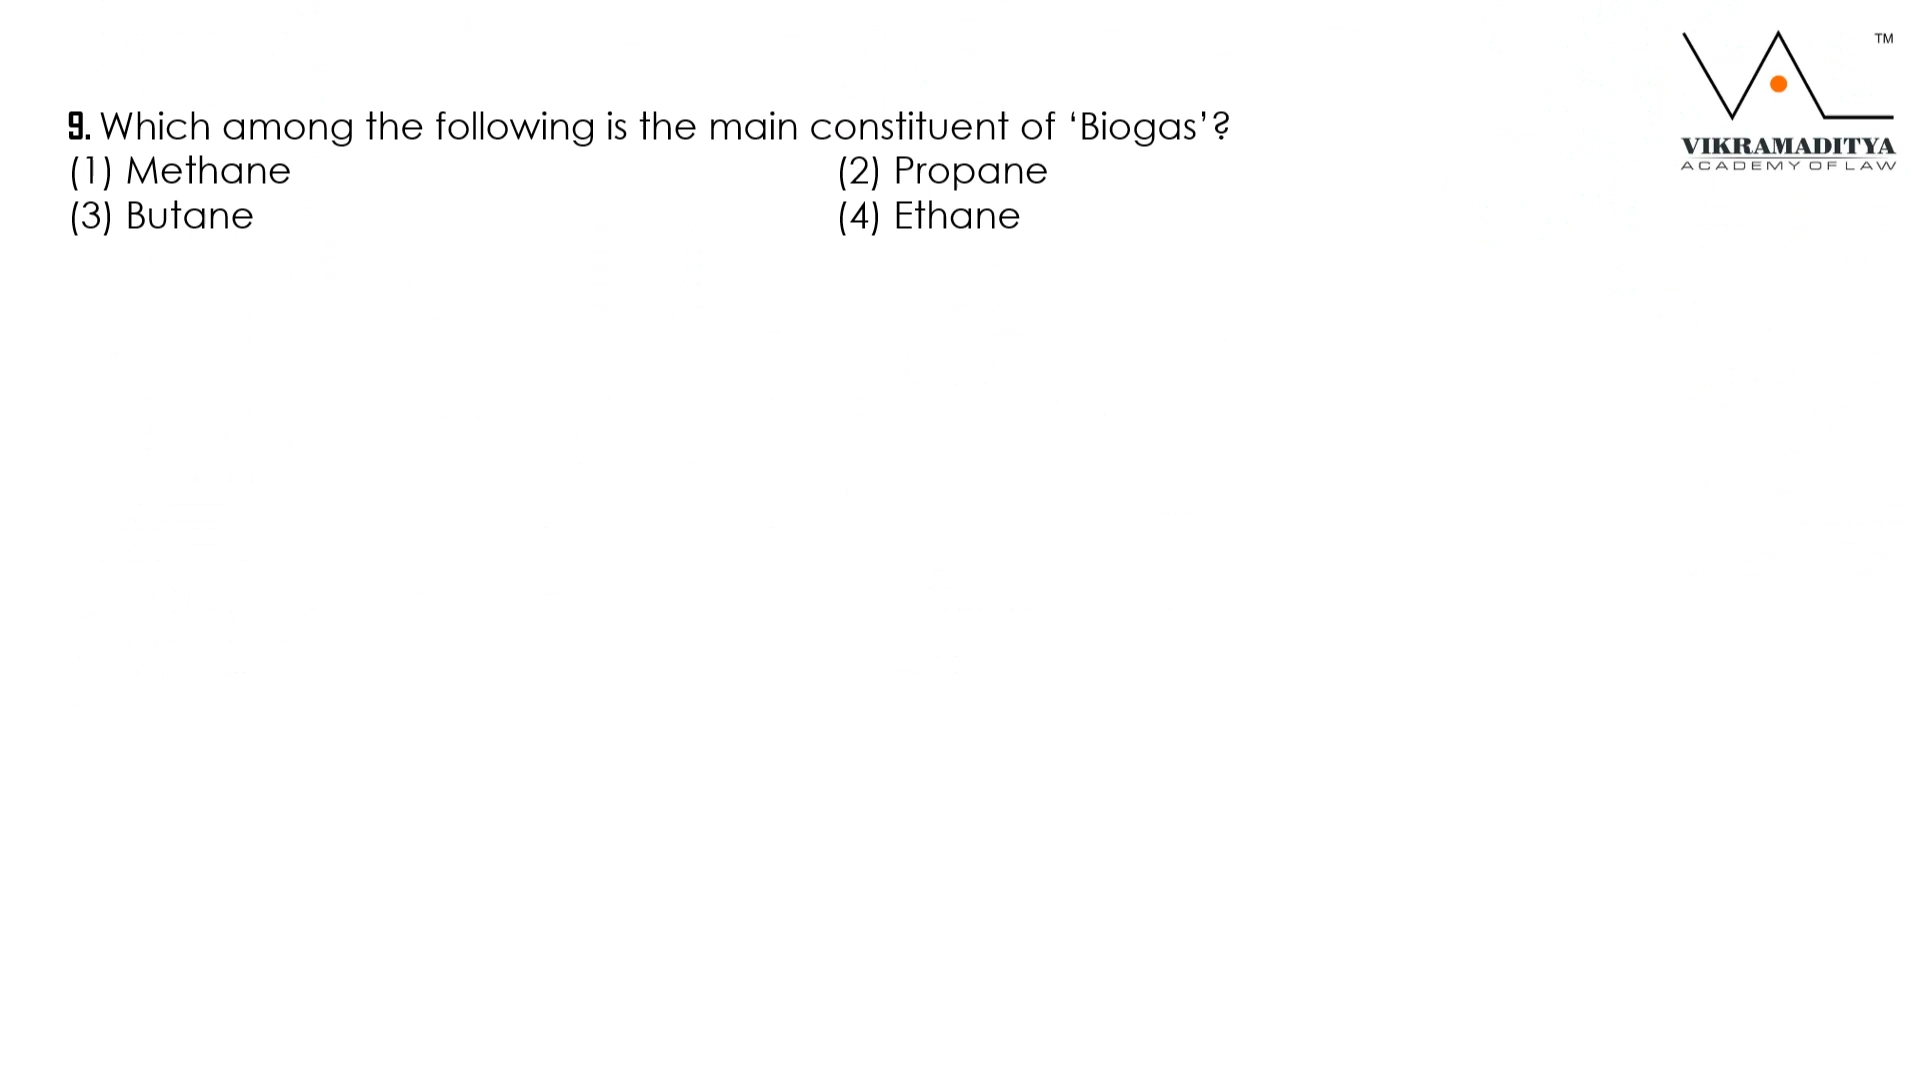 9. Which among the following is the main constituent of ‘Biogas’?
(1) Methane (2) Propane
(3) Butane (4) Ethane
TM
VIKRAMADITYA
ACADEMY OF LAW